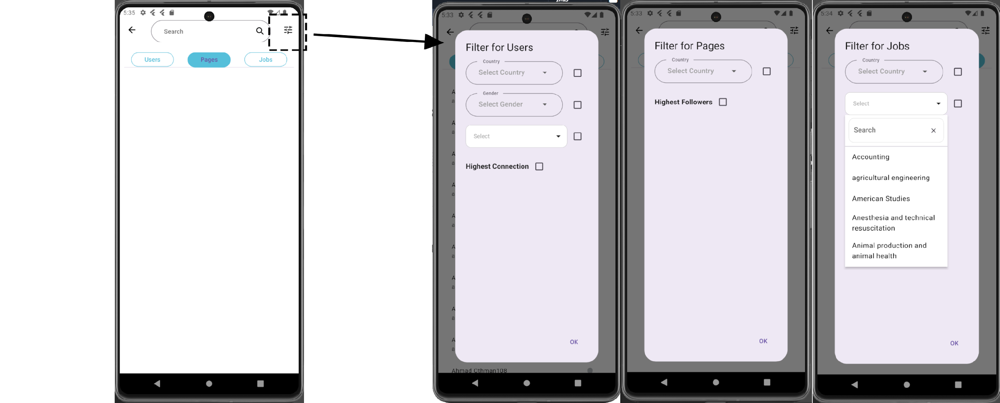 5:35
Search
Users
Pages
Jobs
5:33
Filter for Users
Country
Select Country
Gender
Select Gender
Select
Highest Connection
OK
A
a
A
a
A
a
A
a
A
a
A
a
A
a
A
a
A
a
Ahmad Othman108
5:33
Filter for Pages
Country
Select Country
Highest Followers
OK
5:34
Filter for Jobs
Country
Select Country
Select
Search
Accounting
agricultural engineering
American Studies
Anesthesia and technical
resuscitation
Animal production and
animal health
OK